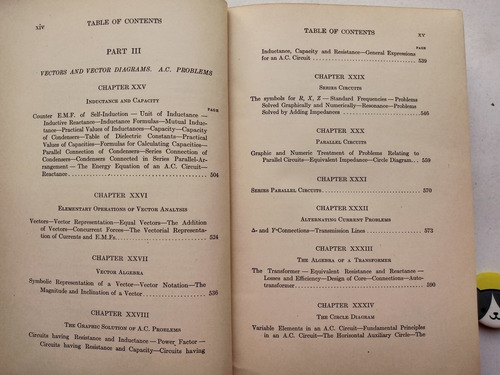 xiv TABLE OF CONTENTS
PART III
VECTORS AND VECTOR DIAGRAMS. A.C. PROBLEMS
CHAPTER XXV
INDUCTANCE AND CAPACITY
PAGE
Counter E.M.F. of Self-Induction — Unit of Inductance —
Inductive Reactance—Inductance Formulas—Mutual Induc-
tance—Practical Values of Inductances—Capacity—Capacity
of Condensers—Table of Dielectric Constants—Practical
Values of Capacities—Formulas for Calculating Capacities—
Parallel Connection of Condensers—Series Connection of
Condensers—Condensers Connected in Series Parallel-Ar-
rangement — The Energy Equation of an A.C. Circuit—
Reactance 504
CHAPTER XXVI
ELEMENTARY OPERATIONS OF VECTOR ANALYSIS
Vectors—Vector Representation—Equal Vectors—The Addition
of Vectors—Concurrent Forces—The Vectorial Representa-
tion of Currents and E.M.Fs. 524
CHAPTER XXVII
VECTOR ALGEBRA
Symbolic Representation of a Vector—Vector Notation—The
Magnitude and Inclination of a Vector 536
CHAPTER XXVIII
THE GRAPHIC SOLUTION OF A.C. PROBLEMS
Circuits having Resistance and Inductance — Power Factor —
Circuits having Resistance and Capacity—Circuits having
TABLE OF CONTENTS XV
PAGE
Inductance, Capacity and Resistance—General Expressions
for an A.C. Circuit 539
CHAPTER XXIX
SERIES CIRCUITS
The symbols for R, X, Z — Standard Frequencies — Problems
Solved Graphically and Numerically—Resonance—Problems
Solved by Adding Impedances 546
CHAPTER XXX
PARALLEL CIRCUITS
Graphic and Numeric Treatment of Problems Relating to
Parallel Circuits—Equivalent Impedance—Circle Diagram 559
CHAPTER XXXI
SERIES PARALLEL CIRCUITS 570
CHAPTER XXXII
ALTERNATING CURRENT PROBLEMS
Δ- and Y-Connections—Transmission Lines 573
CHAPTER XXXIII
THE ALGEBRA OF A TRANSFORMER
The Transformer — Equivalent Resistance and Reactance —
Losses and Efficiency—Design of Core—Connections—Auto-
transformer 590
CHAPTER XXXIV
THE CIRCLE DIAGRAM
Variable Elements in an A.C. Circuit—Fundamental Principles
in an A.C. Circuit—The Horizontal Auxiliary Circle—The